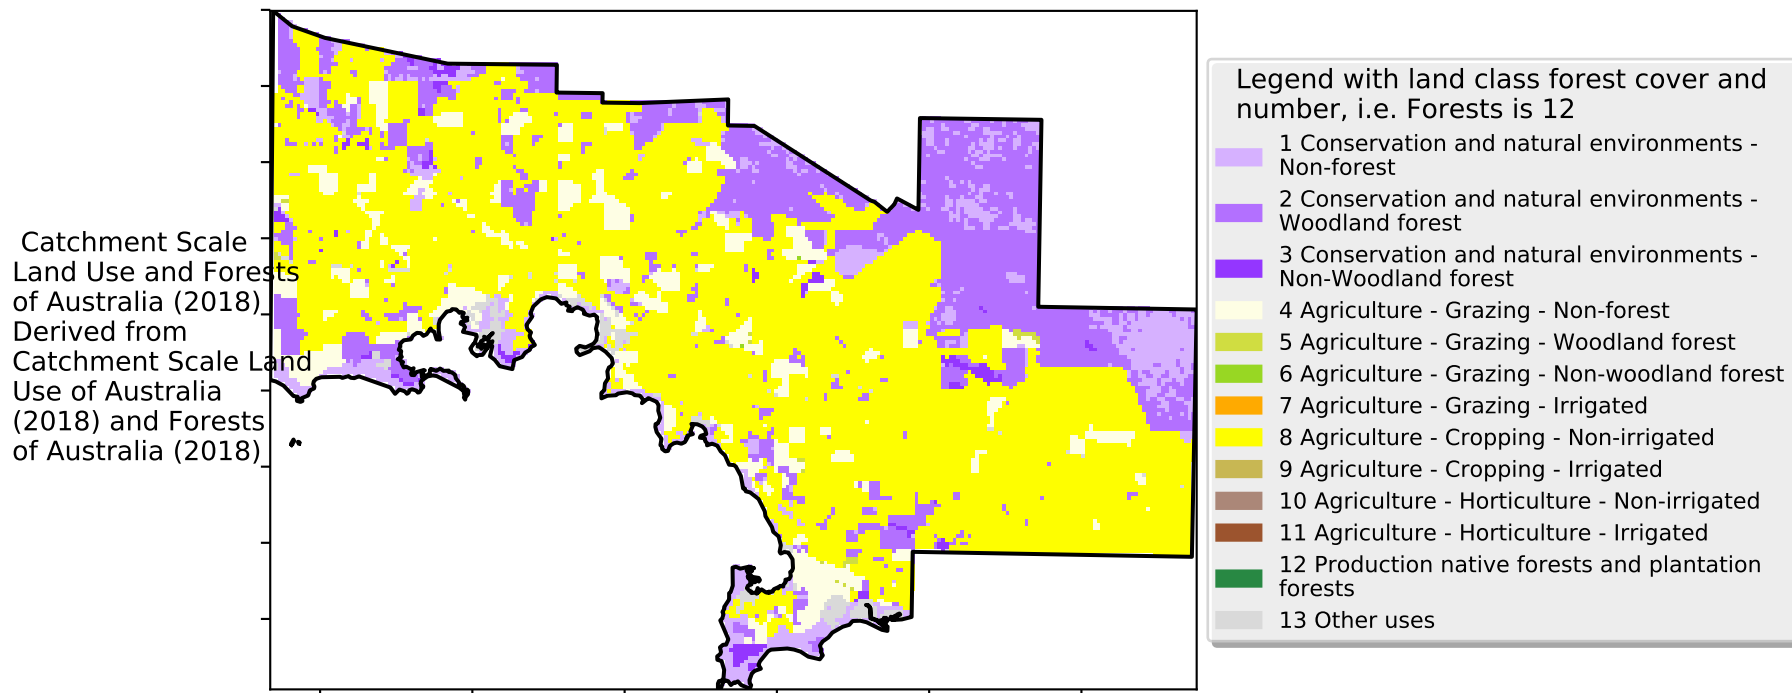 Catchment Scale
Land Use and Forests
of Australia (2018)
Derived from
Catchment Scale Land
Use of Australia
(2018) and Forests
of Australia (2018)
Legend with land class forest cover and
number, i.e. Forests is 12
1 Conservation and natural environments -
Non-forest
2 Conservation and natural environments -
Woodland forest
3 Conservation and natural environments -
Non-Woodland forest
4 Agriculture - Grazing - Non-forest
5 Agriculture - Grazing - Woodland forest
6 Agriculture - Grazing - Non-woodland forest
7 Agriculture - Grazing - Irrigated
8 Agriculture - Cropping - Non-irrigated
9 Agriculture - Cropping - Irrigated
10 Agriculture - Horticulture - Non-irrigated
11 Agriculture - Horticulture - Irrigated
12 Production native forests and plantation
forests
13 Other uses